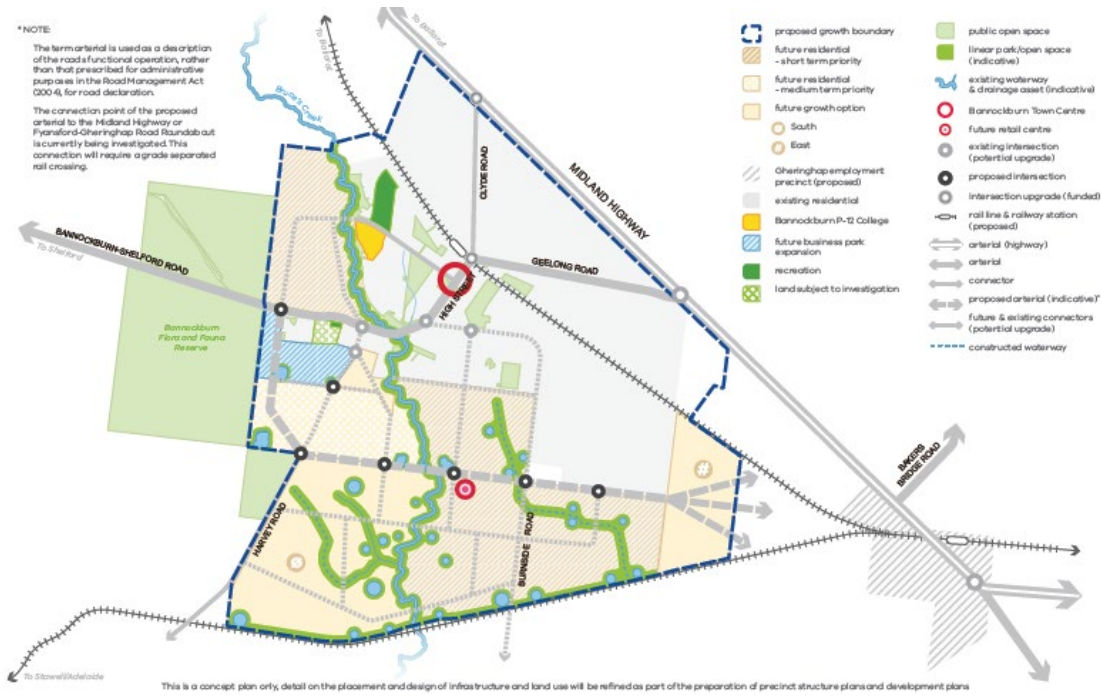 * NOTE:
The term arterial is used as a description
of the roads functional operation, rather
than that prescribed for administrative
purposes in the Road Management Act
(2004), for road declaration.
The connection point of the proposed
arterial to the Midland Highway or
Fyansford-Gheringhap Road Roundabout
is currently being investigated. This
connection will require a grade separated
rail crossing.
To Ballarat
To Ballarat
Bruce's Creek
CLYDE ROAD
MIDLAND HIGHWAY
BANNOCKBURN-SHELFORD ROAD
To Shelford
GEELONG ROAD
HIGH STREET
Bannockburn
Flora and Fauna
Reserve
BAKERS
BRIDGE ROAD
HARVEY ROAD
BURNSIDE ROAD
To Stawell/Adelaide
proposed growth boundary
future residential
- short term priority
future residential
- medium term priority
future growth option
South
East
Gheringhap employment
precinct (proposed)
existing residential
Bannockburn P-12 College
future business park
expansion
recreation
land subject to investigation
public open space
linear park/open space
(indicative)
existing waterway
& drainage asset (indicative)
Bannockburn Town Centre
future retail centre
existing intersection
(potential upgrade)
proposed intersection
intersection upgrade (funded)
rail line & railway station
(proposed)
arterial (highway)
arterial
connector
proposed arterial (indicative)*
future & existing connectors
(potential upgrade)
constructed waterway
This is a concept plan only, detail on the placement and design of infrastructure and land use will be refined as part of the preparation of precinct structure plans and development plans